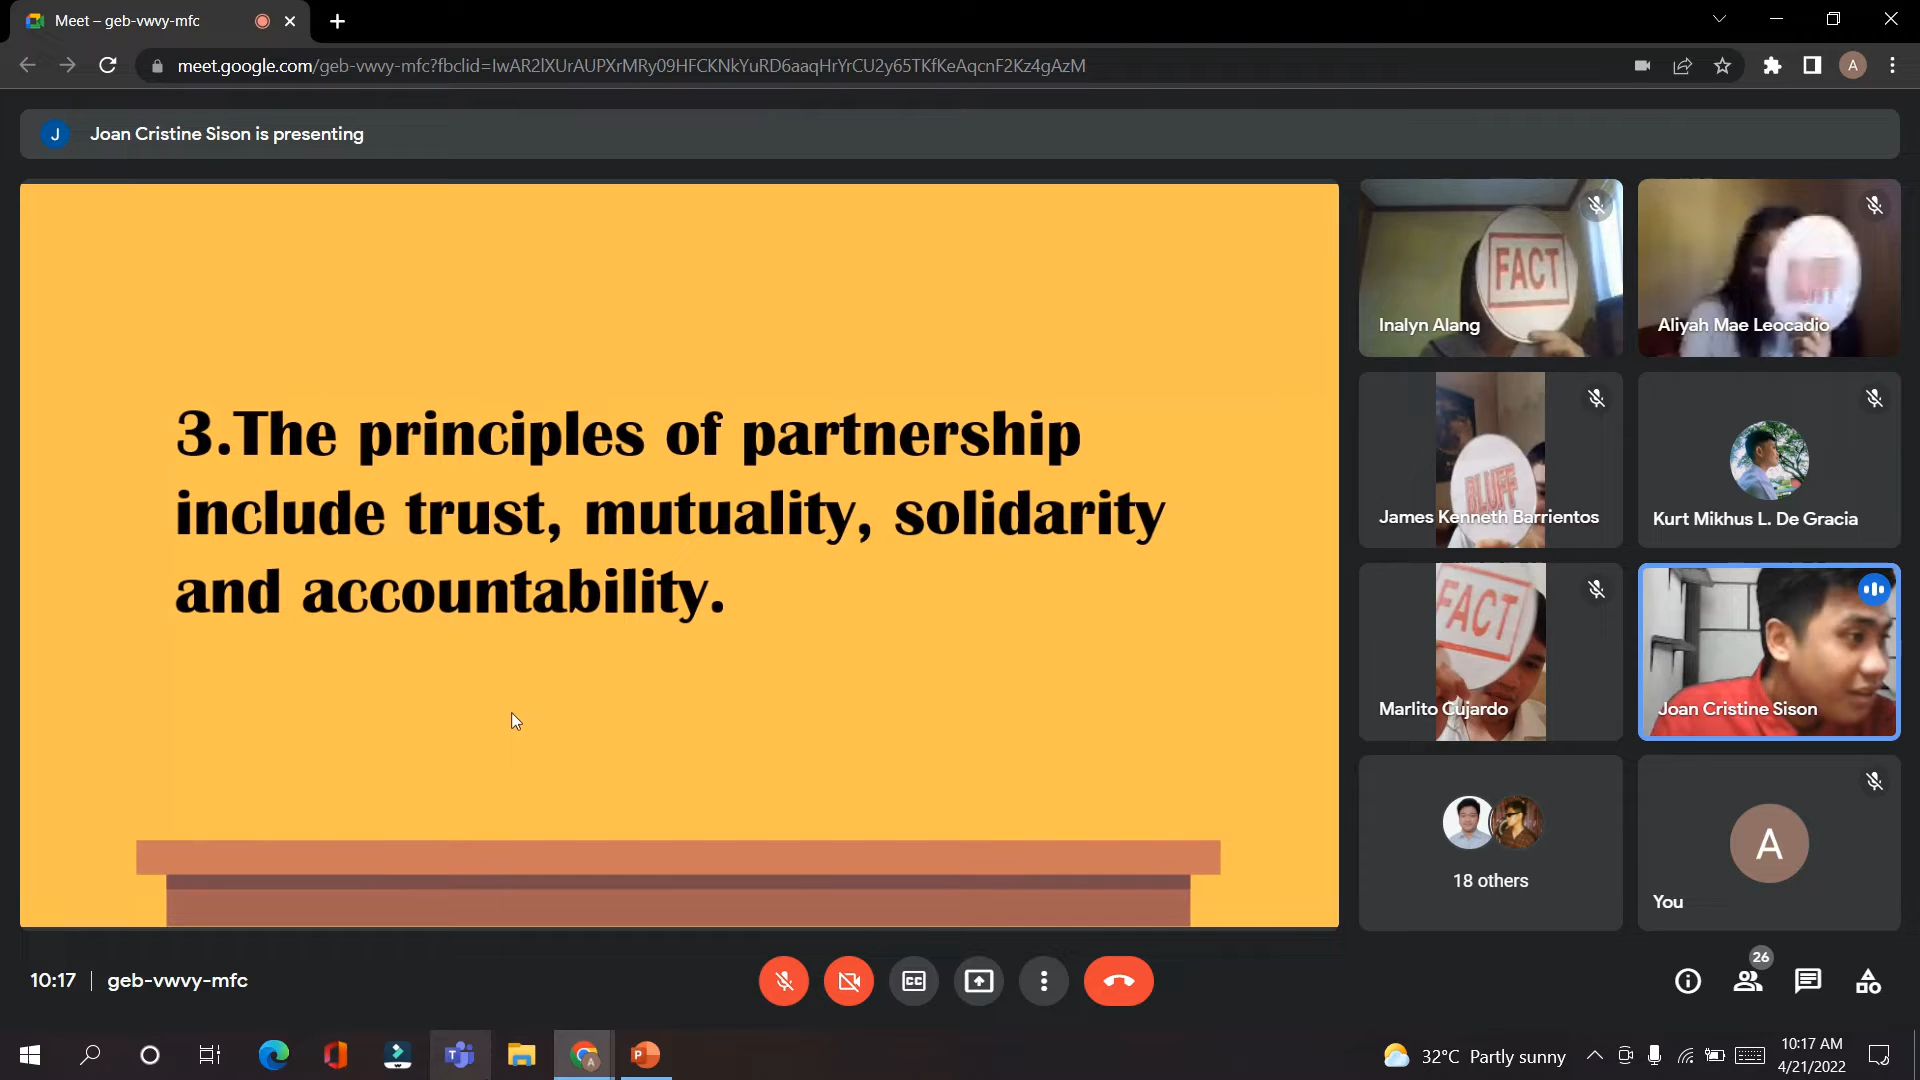 Meet – geb-vwvy-mfc
meet.google.com/geb-vwvy-mfc?fbclid=IwAR2lXUrAUPXrMRy09HFCKNkYuRD6aaqHrYrCU2y65TKfKeAqcnF2Kz4gAzM
A
J
Joan Cristine Sison is presenting
3.The principles of partnership
include trust, mutuality, solidarity
and accountability.
FACT
Inalyn Alang
Aliyah Mae Leocadio
BLUFF
James Kenneth Barrientos
Kurt Mikhus L. De Gracia
FACT
Marlito Cujardo
Joan Cristine Sison
18 others
A
You
10:17
geb-vwvy-mfc
CC
26
32°C Partly sunny
10:17 AM
4/21/2022